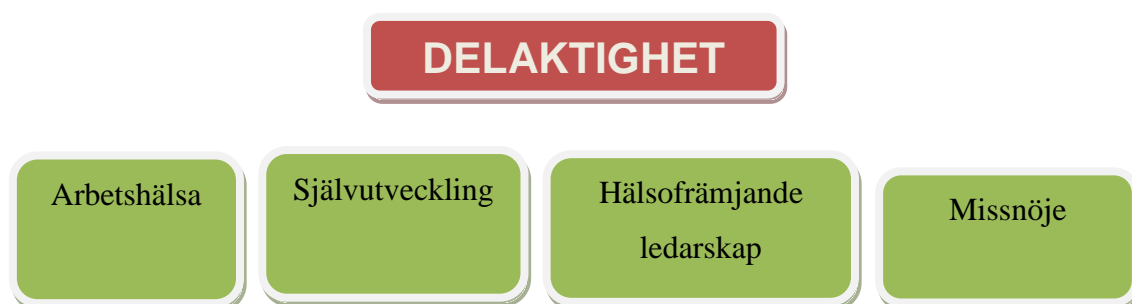 DELAKTIGHET
Arbetshälsa
Självutveckling
Hälsofrämjande
ledarskap
Missnöje